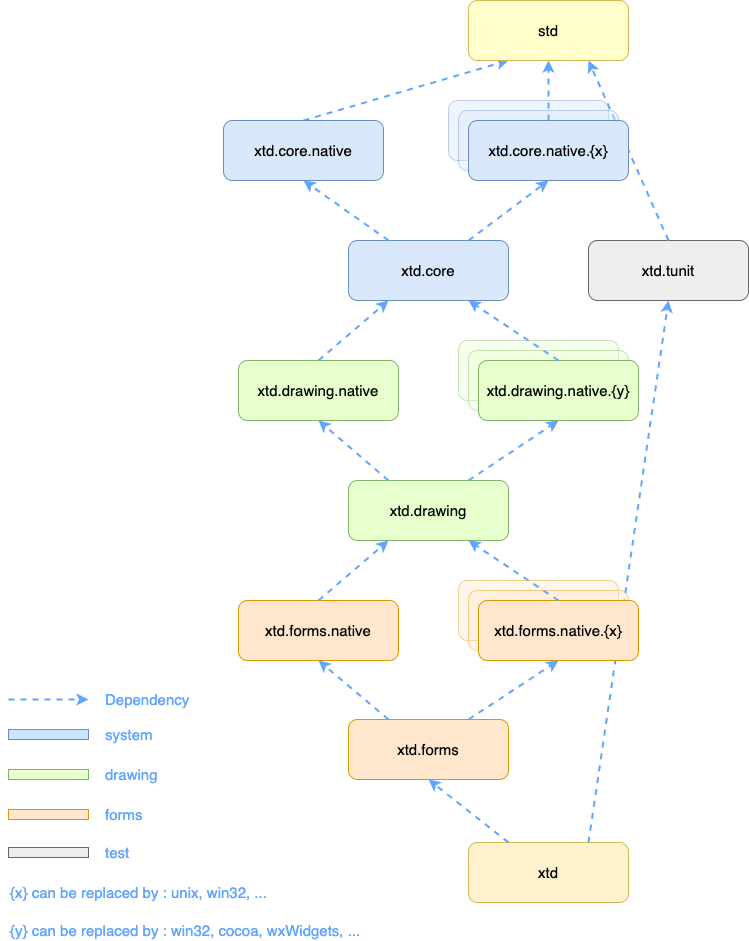 std
xtd.core.native
xtd.core.native.{x}
xtd.core
xtd.tunit
xtd.drawing.native
xtd.drawing.native.{y}
xtd.drawing
xtd.forms.native
xtd.forms.native.{x}
xtd.forms
xtd
Dependency
system
drawing
forms
test
{x} can be replaced by : unix, win32, ...
{y} can be replaced by : win32, cocoa, wxWidgets, ...